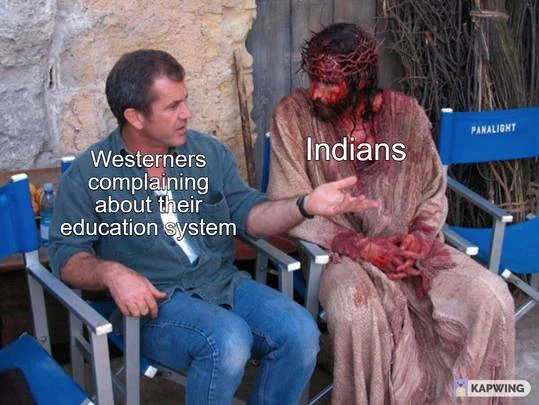 Westerners
complaining
about their
education system
Indians
PANALIGHT
KAPWING